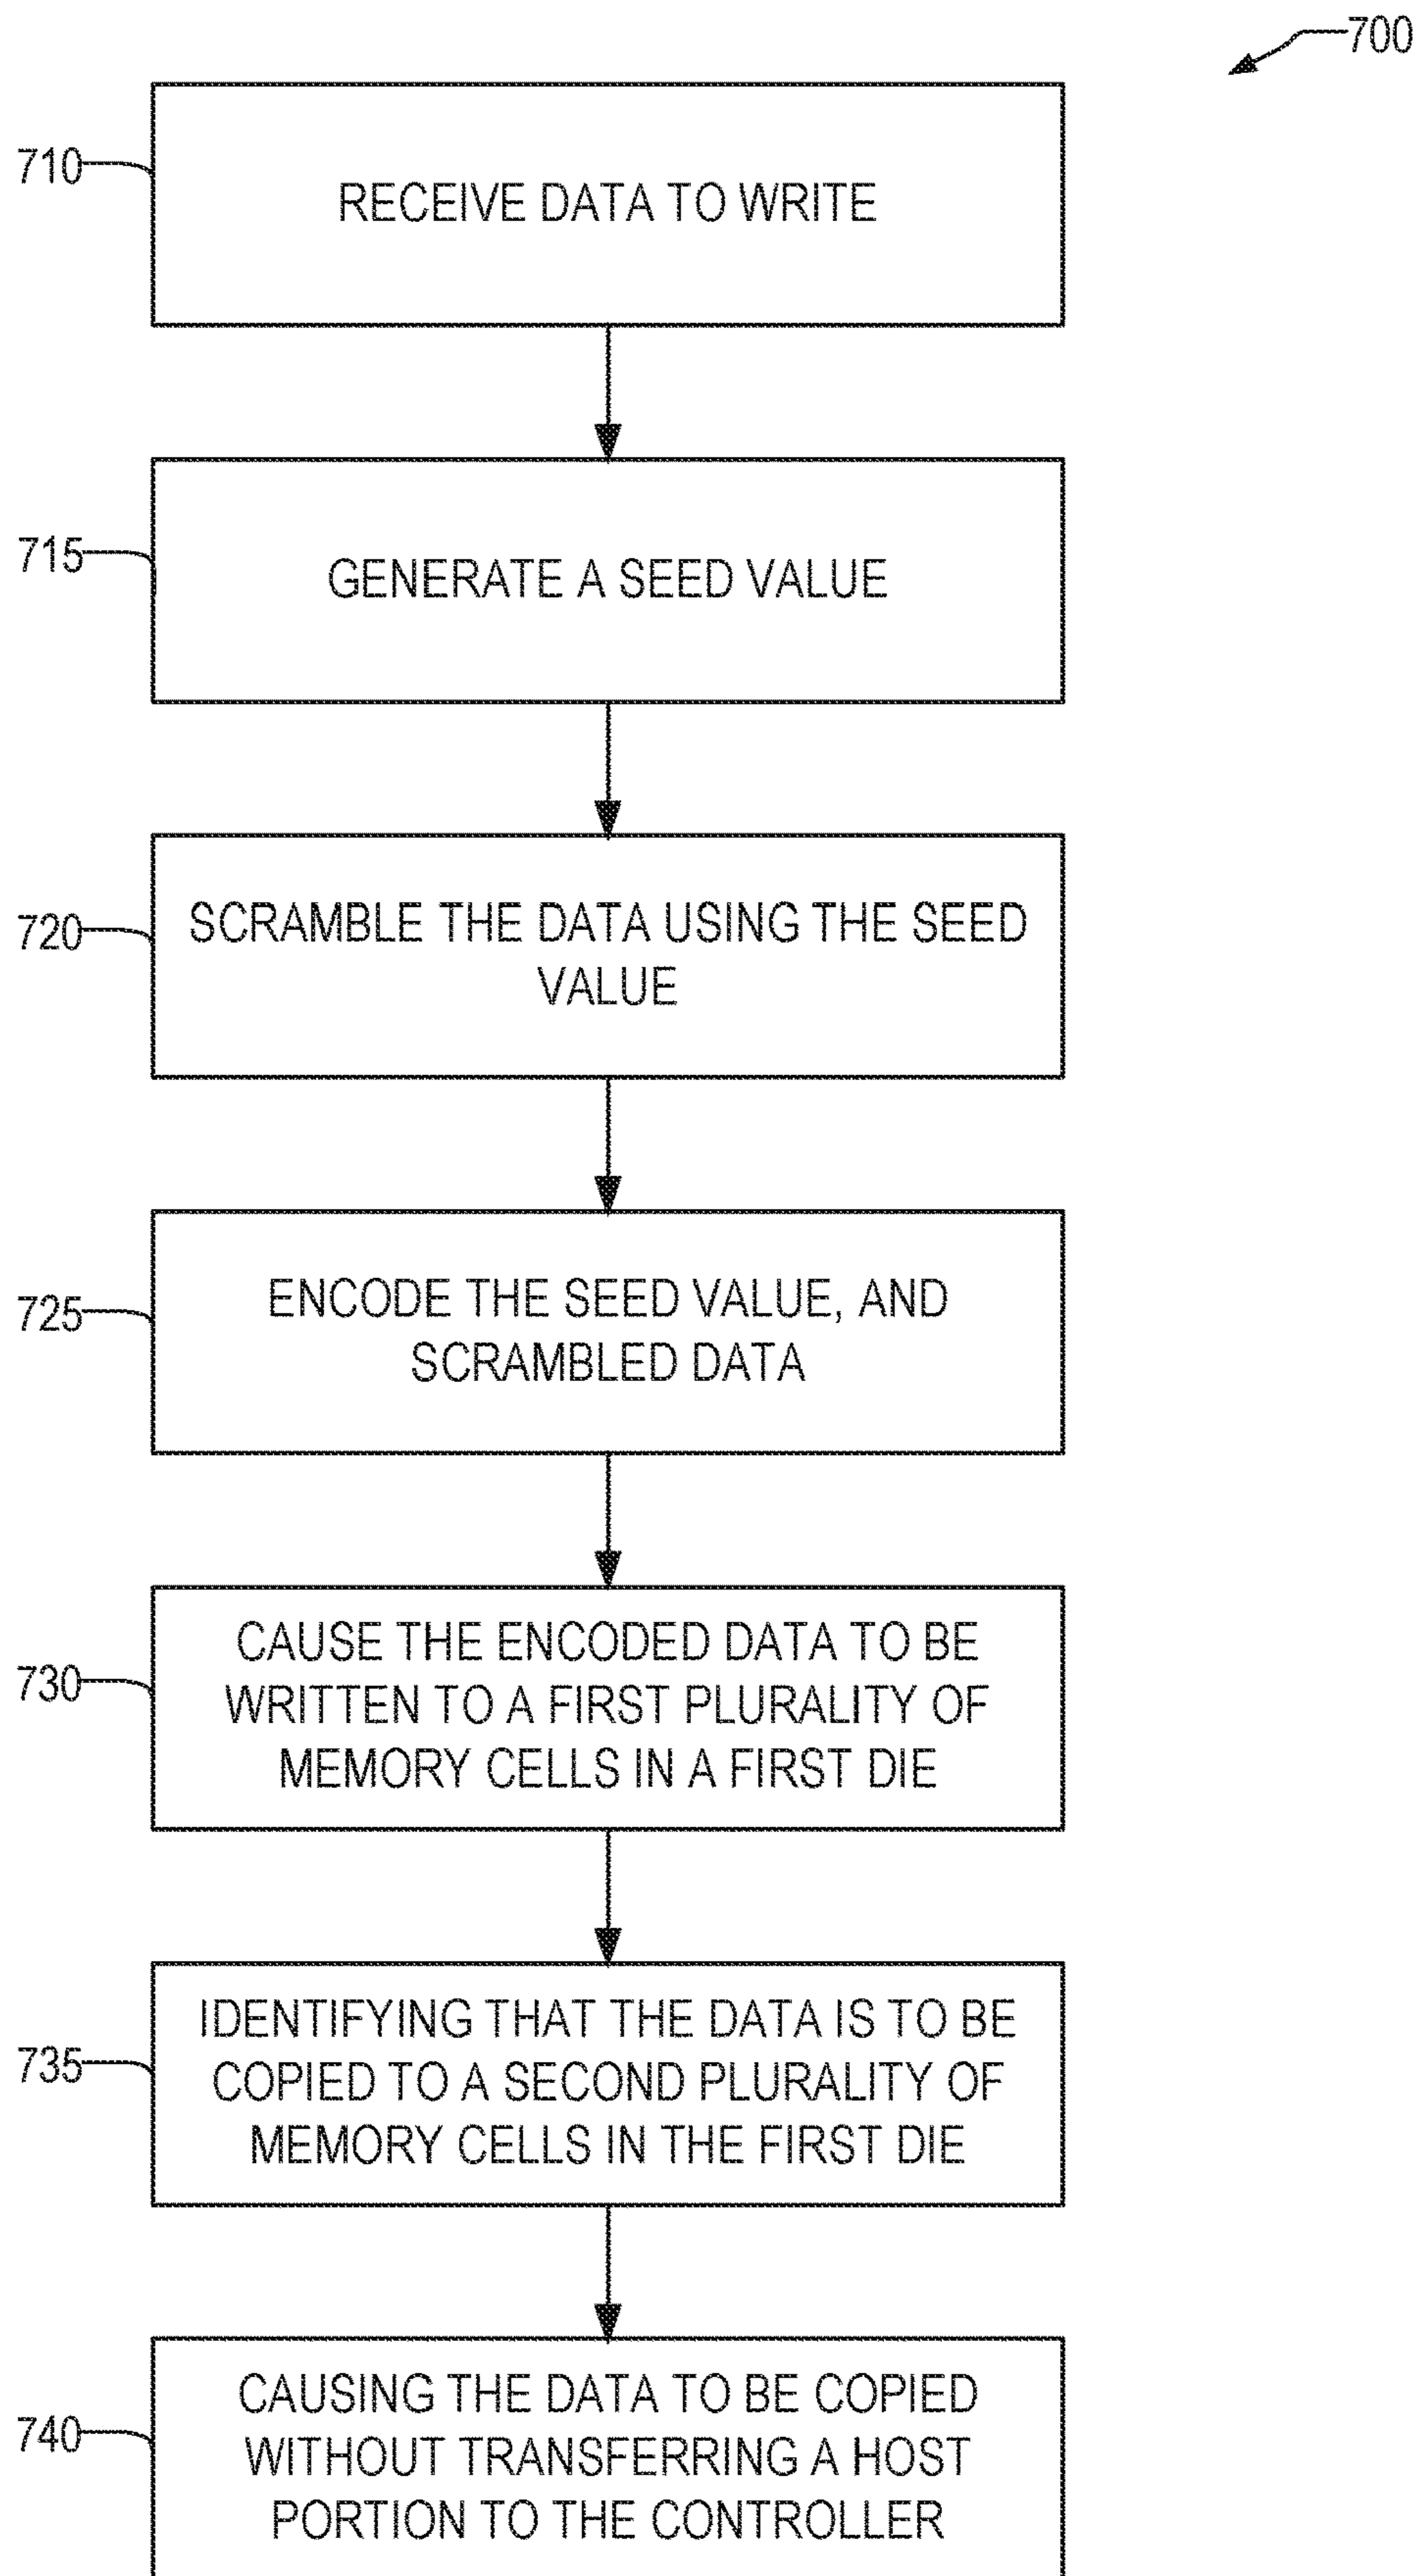 700
710
RECEIVE DATA TO WRITE
715
GENERATE A SEED VALUE
720
SCRAMBLE THE DATA USING THE SEED
VALUE
725
ENCODE THE SEED VALUE, AND
SCRAMBLED DATA
730
CAUSE THE ENCODED DATA TO BE
WRITTEN TO A FIRST PLURALITY OF
MEMORY CELLS IN A FIRST DIE
735
IDENTIFYING THAT THE DATA IS TO BE
COPIED TO A SECOND PLURALITY OF
MEMORY CELLS IN THE FIRST DIE
740
CAUSING THE DATA TO BE COPIED
WITHOUT TRANSFERRING A HOST
PORTION TO THE CONTROLLER